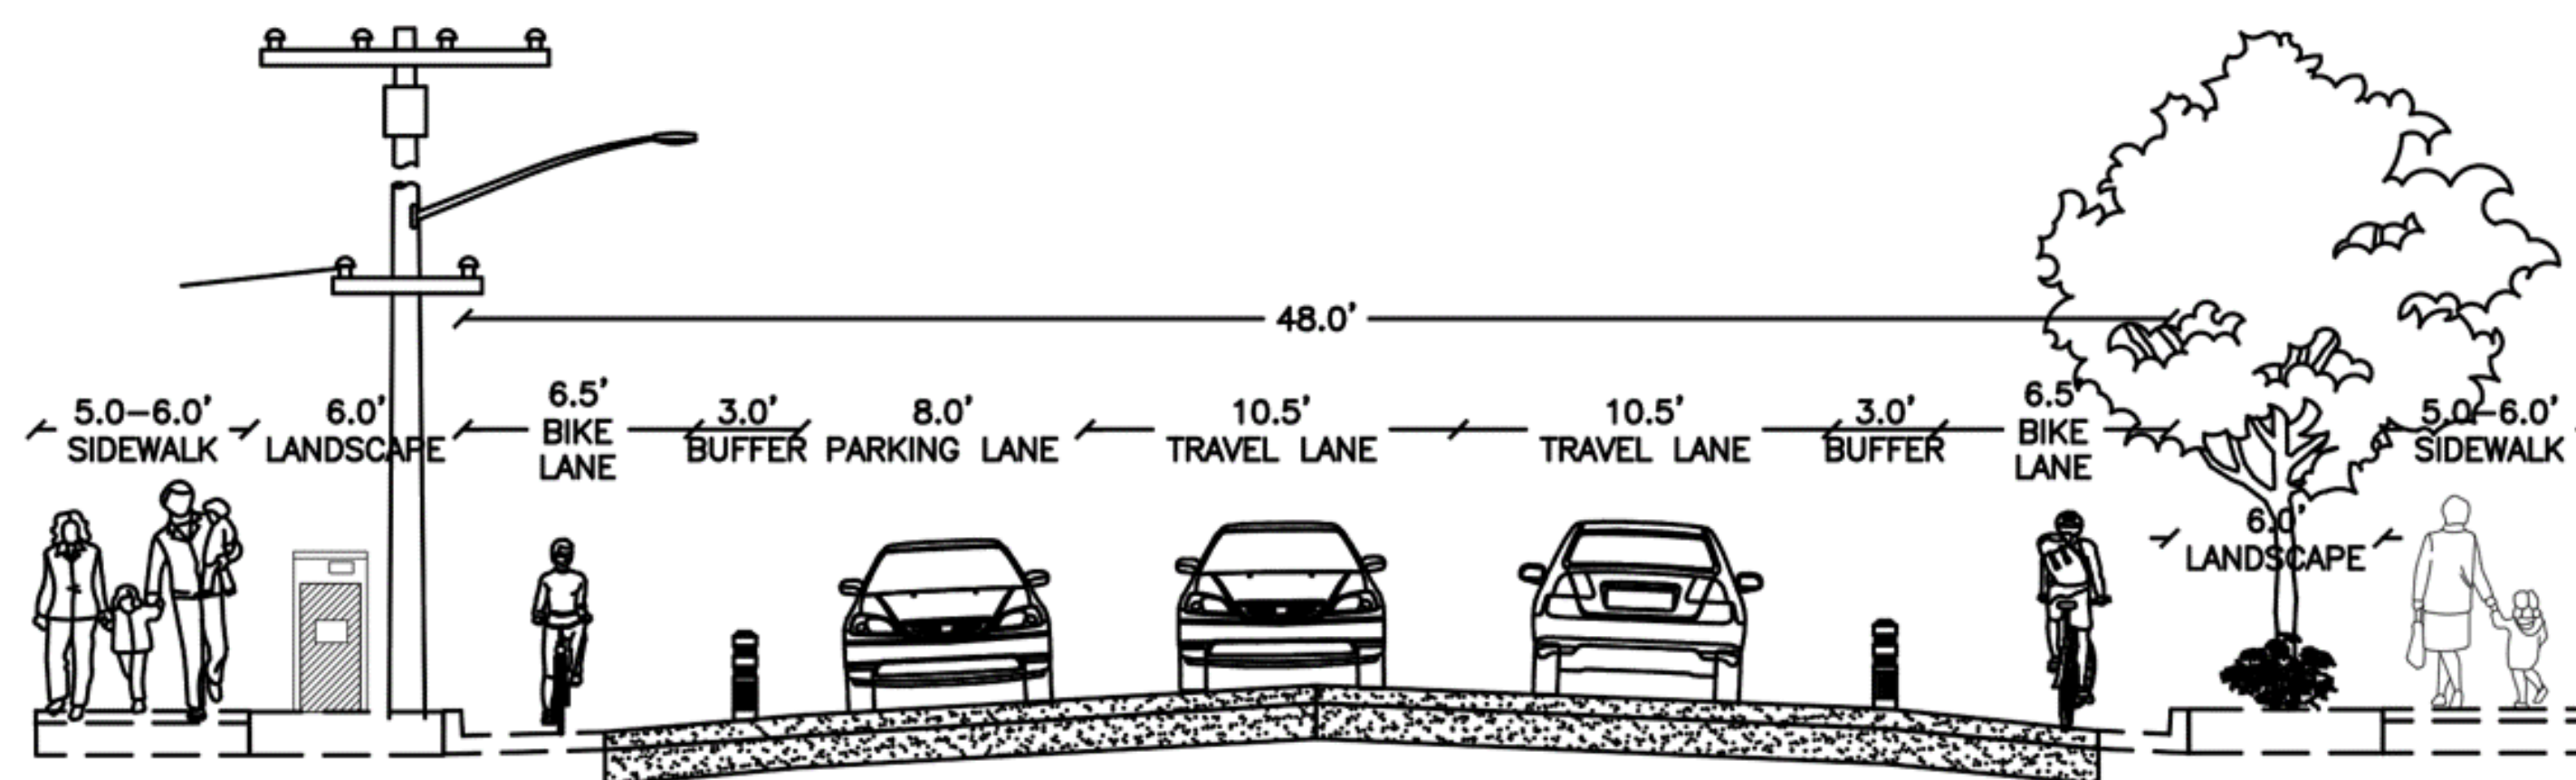 48.0'
5.0-6.0'
SIDEWALK
6.0'
LANDSCAPE
6.5'
BIKE
LANE
3.0'
BUFFER
8.0'
PARKING LANE
10.5'
TRAVEL LANE
10.5'
TRAVEL LANE
3.0'
BUFFER
6.5'
BIKE
LANE
6.0'
LANDSCAPE
5.0-6.0'
SIDEWALK